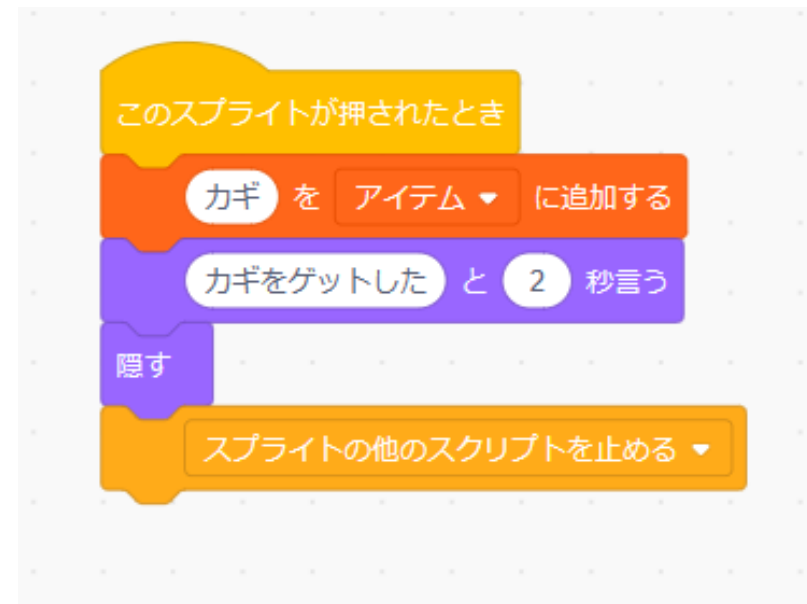 このスプライトが押されたとき
カギ を アイテム に追加する
カギをゲットした と 2 秒言う
隠す
スプライトの他のスクリプトを止める